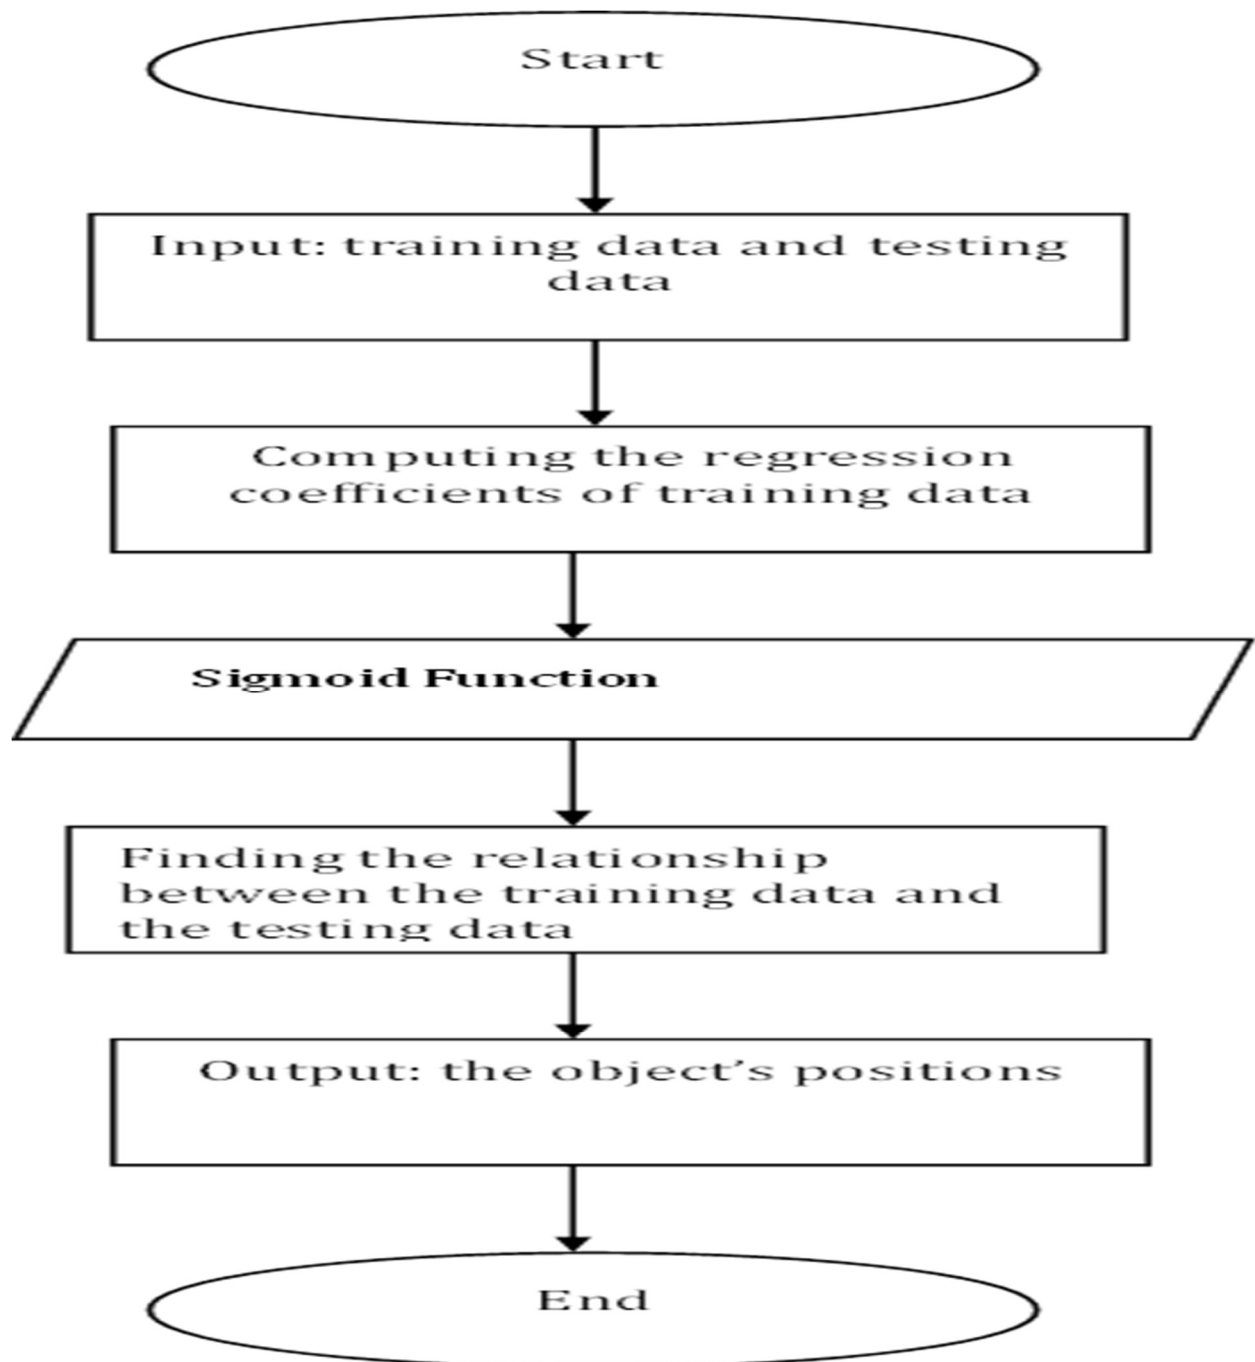 Start
Input: training data and testing
data
Computing the regression
coefficients of training data
Sigmoid Function
Finding the relationship
between the training data and
the testing data
Output: the object’s positions
End